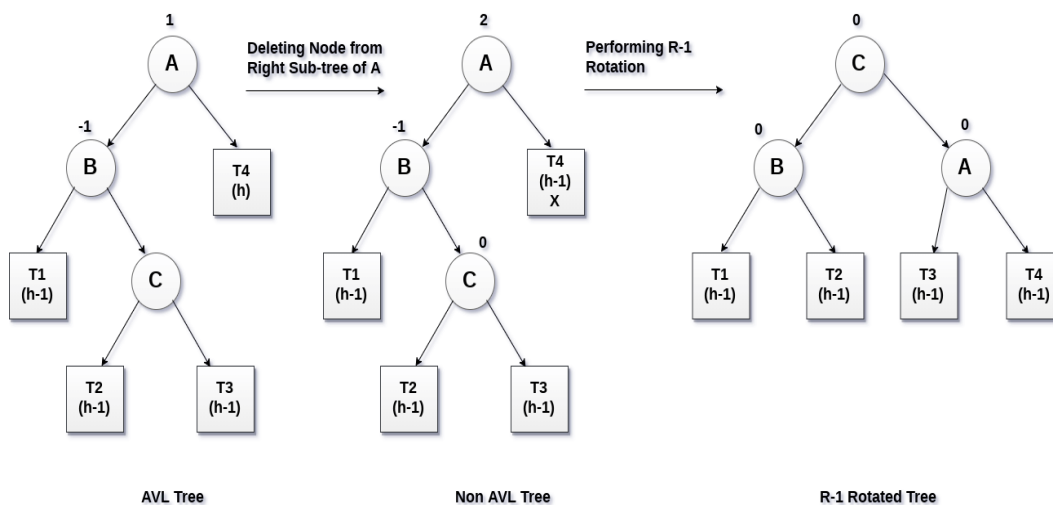 1
A
-1
B
T4
(h)
T1
(h-1)
C
T2
(h-1)
T3
(h-1)
AVL Tree
Deleting Node from
Right Sub-tree of A
2
A
-1
B
T4
(h-1)
X
T1
(h-1)
0
C
T2
(h-1)
T3
(h-1)
Non AVL Tree
Performing R-1
Rotation
0
C
0
B
0
A
T1
(h-1)
T2
(h-1)
T3
(h-1)
T4
(h-1)
R-1 Rotated Tree